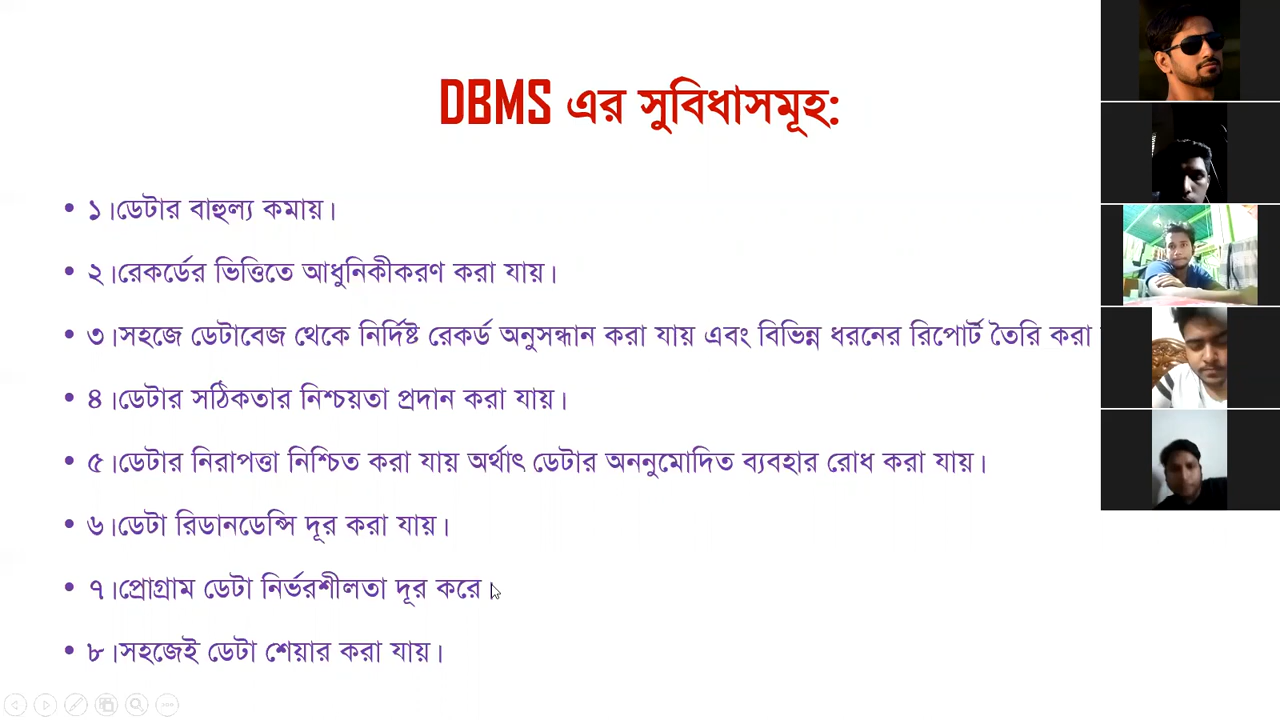 DBMS এর সুবিধাসমূহ:
• ১।ডেটার বাহুল্য কমায়।
• ২।রেকর্ডের ভিত্তিতে আধুনিকীকরণ করা যায়।
• ৩।সহজে ডেটাবেজ থেকে নির্দিষ্ট রেকর্ড অনুসন্ধান করা যায় এবং বিভিন্ন ধরনের রিপোর্ট তৈরি করা
• ৪।ডেটার সঠিকতার নিশ্চয়তা প্রদান করা যায়।
• ৫।ডেটার নিরাপত্তা নিশ্চিত করা যায় অর্থাৎ ডেটার অননুমোদিত ব্যবহার রোধ করা যায়।
• ৬।ডেটা রিডানডেন্সি দূর করা যায়।
• ৭।প্রোগ্রাম ডেটা নির্ভরশীলতা দূর করে।
• ৮।সহজেই ডেটা শেয়ার করা যায়।